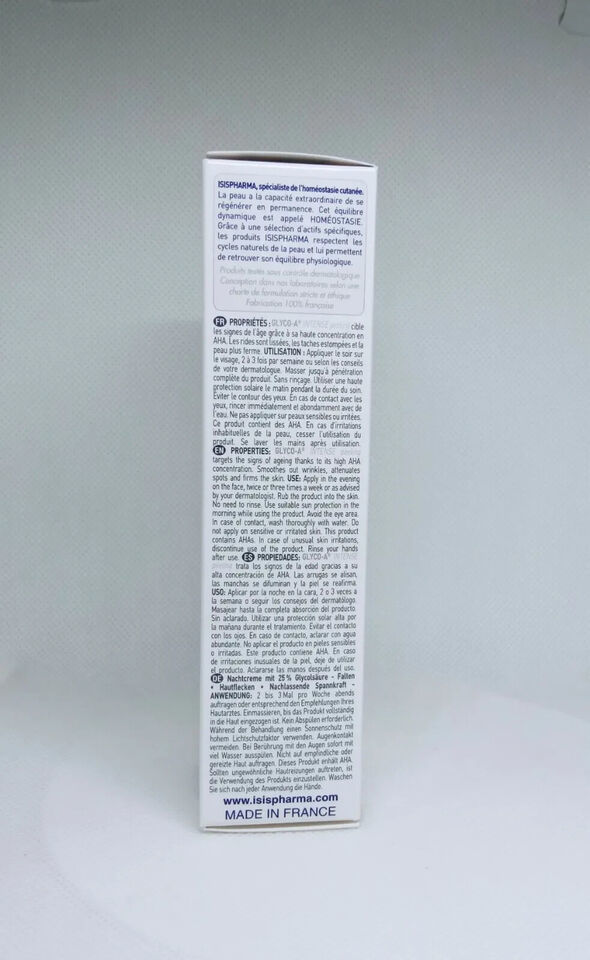 ISISPHARMA, spécialiste de l'homéostasie cutanée.
La peau a la capacité extraordinaire de se
régénérer en permanence. Cet équilibre
dynamique est appelé HOMÉOSTASIE.
Grâce à une sélection d'actifs spécifiques,
les produits ISISPHARMA respectent les
cycles naturels de la peau et lui permettent
de retrouver son équilibre physiologique.
Produits testés sous contrôle dermatologique
Conception dans nos laboratoires selon une
charte de formulation stricte et éthique
Fabrication 100% française
FR PROPRIÉTÉS : GLYCO-A® INTENSE peeling cible
les signes de l'âge grâce à sa haute concentration en
AHA. Les rides sont lissées, les taches estompées et la
peau plus ferme. UTILISATION : Appliquer le soir sur
le visage, 2 à 3 fois par semaine ou selon les conseils
de votre dermatologue. Masser jusqu'à pénétration
complète du produit. Sans rinçage. Utiliser une haute
protection solaire le matin pendant la durée du soin.
Éviter le contour des yeux. En cas de contact avec les
yeux, rincer immédiatement et abondamment avec de
l'eau. Ne pas appliquer sur peaux sensibles ou irritées.
Ce produit contient des AHA. En cas d'irritations
inhabituelles de la peau, cesser l'utilisation du
produit. Se laver les mains après utilisation.
EN PROPERTIES: GLYCO-A® INTENSE peeling
targets the signs of ageing thanks to its high AHA
concentration. Smoothes out wrinkles, attenuates
spots and firms the skin. USE: Apply in the evening
on the face, twice or three times a week or as advised
by your dermatologist. Rub the product into the skin.
No need to rinse. Use suitable sun protection in the
morning while using the product. Avoid the eye area.
In case of contact, wash thoroughly with water. Do
not apply on sensitive or irritated skin. This product
contains AHAs. In case of unusual skin irritations,
discontinue use of the product. Rinse your hands
after use. ES PROPIEDADES: GLYCO-A® INTENSE
peeling trata los signos de la edad gracias a su
alta concentración de AHA. Las arrugas se alisan,
las manchas se difuminan y la piel se reafirma.
USO: Aplicar por la noche en la cara, 2 o 3 veces a
la semana o seguir los consejos del dermatólogo.
Masajear hasta la completa absorción del producto.
Sin aclarado. Utilizar una protección solar alta por
la mañana durante el tratamiento. Evitar el contacto
con los ojos. En caso de contacto, aclarar con agua
abundante. No aplicar el producto en pieles sensibles
o irritadas. Este producto contiene AHA. En caso
de irritaciones inusuales de la piel, deje de utilizar
el producto. Aclararse las manos después del uso.
DE Nachtcreme mit 25% Glycolsäure - Falten
• Hautflecken • Nachlassende Spannkraft -
ANWENDUNG: 2 bis 3 Mal pro Woche abends
auftragen oder entsprechend den Empfehlungen Ihres
Hautarztes. Einmassieren, bis das Produkt vollständig
in die Haut eingezogen ist. Kein Abspülen erforderlich.
Während der Behandlung einen Sonnenschutz mit
hohem Lichtschutzfaktor verwenden. Augenkontakt
vermeiden. Bei Berührung mit den Augen sofort mit
viel Wasser ausspülen. Nicht auf empfindliche oder
gereizte Haut auftragen. Dieses Produkt enhält AHA.
Sollten ungewöhnliche Hautreizungen auftreten, ist
die Verwendung des Produkts einzustellen. Waschen
Sie sich nach jeder Anwendung die Hände.
www.isispharma.com
MADE IN FRANCE